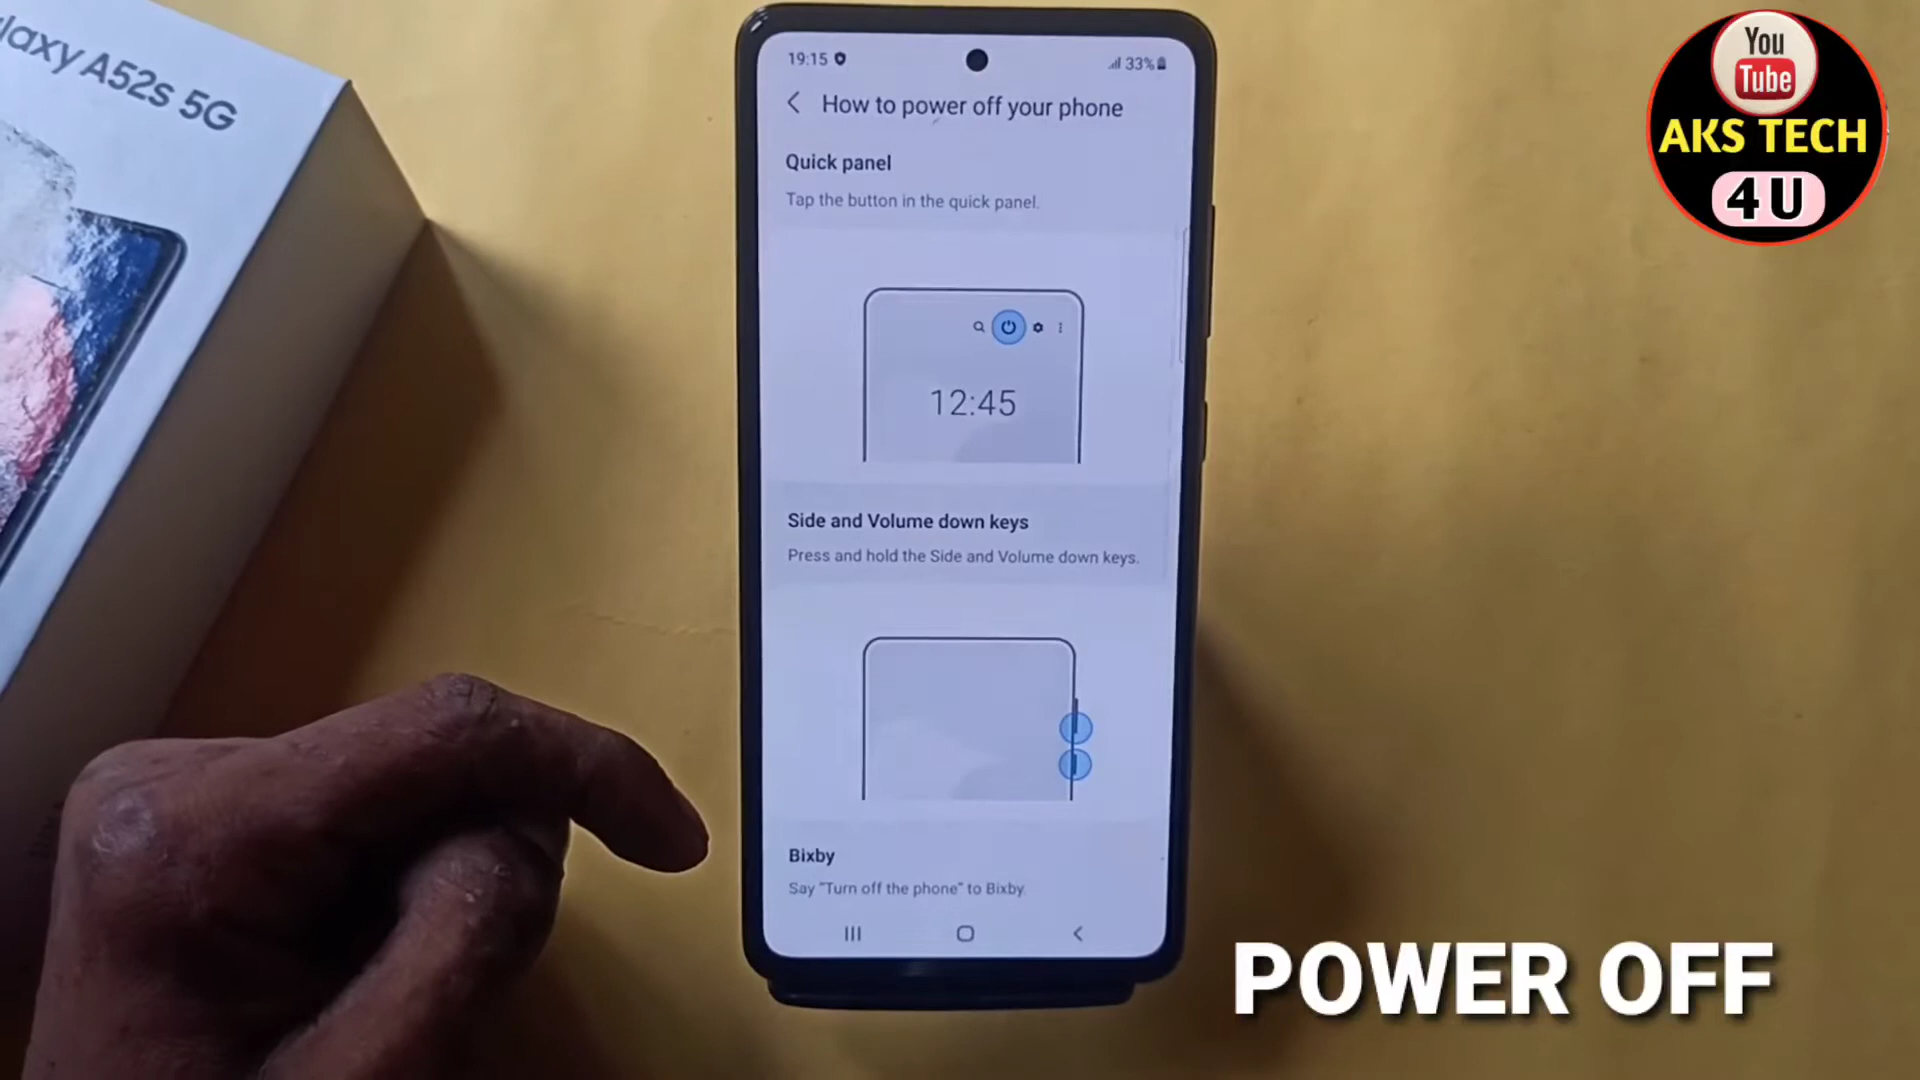 laxy A52s 5G
19:15
33%
How to power off your phone
Quick panel
Tap the button in the quick panel.
12:45
Side and Volume down keys
Press and hold the Side and Volume down keys.
Bixby
Say "Turn off the phone" to Bixby.
You
Tube
AKS TECH
4 U
POWER OFF